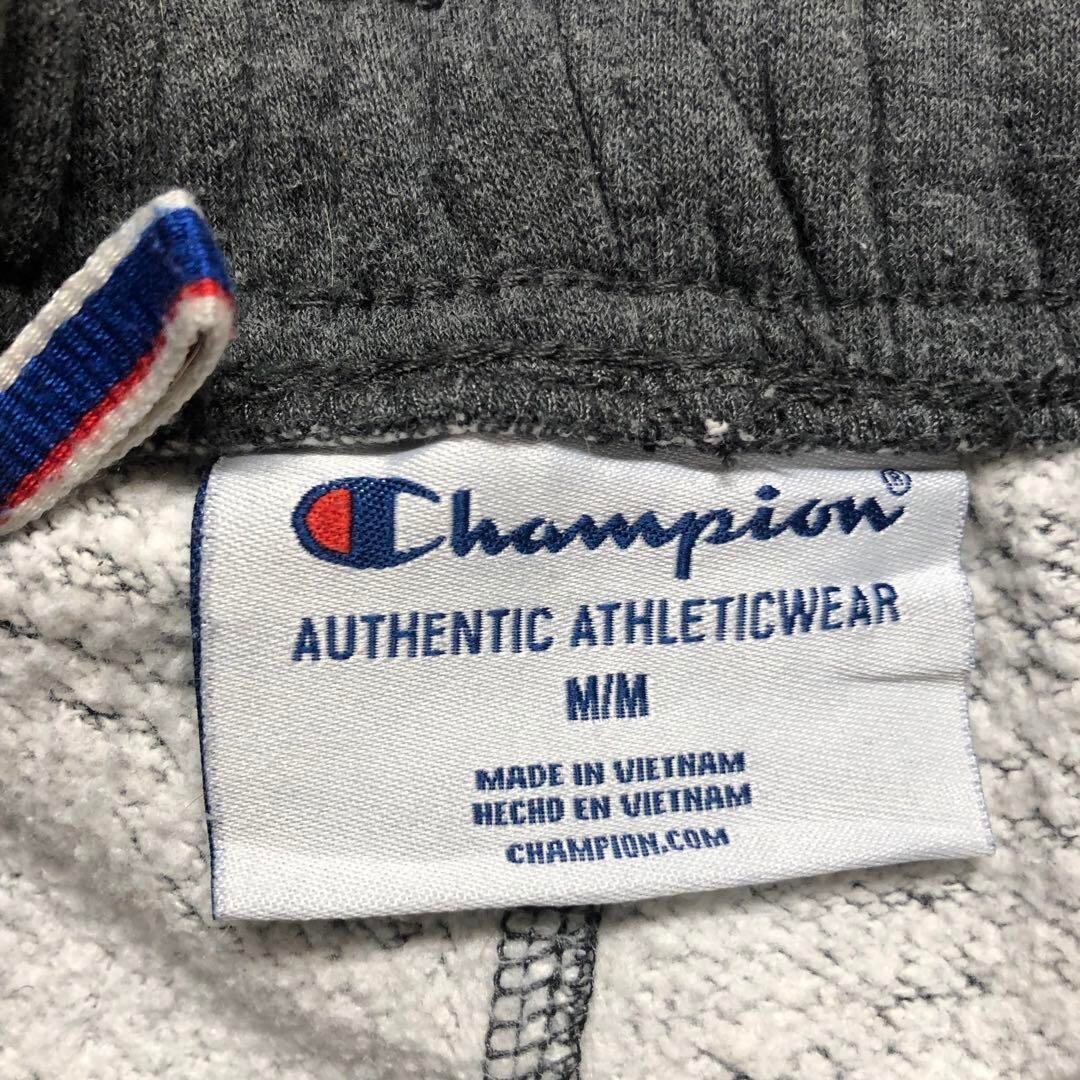 Champion®
AUTHENTIC ATHLETICWEAR
M/M
MADE IN VIETNAM
HECHO EN VIETNAM
CHAMPION.COM